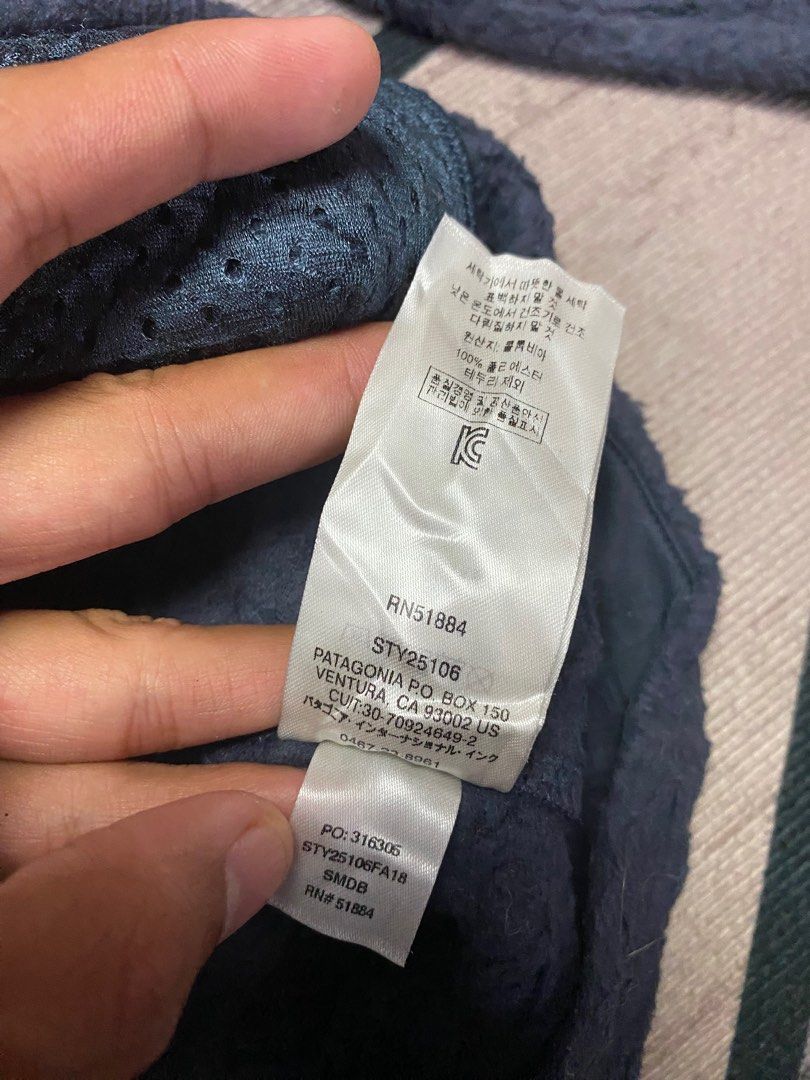 세탁기에서 따뜻한 물 세탁
표백하지 말 것
낮은 온도에서 건조기로 건조
다림질하지 말 것
원산지: 콜롬비아
100% 폴리에스터
테두리 제외
품질경영 및 공산품안전
관리법에 의한 품질표시
RN51884
STY25106
PATAGONIA P.O. BOX 150
VENTURA, CA 93002 US
CUIT:30-70924649-2
パタゴニア・インターナショナル・インク
0467-23-8961
PO: 316305
STY25106FA18
SMDB
RN# 51884